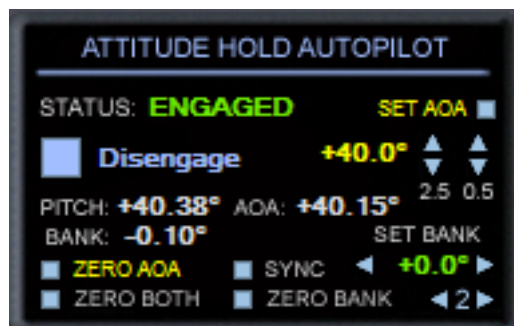 ATTITUDE HOLD AUTOPILOT
STATUS: ENGAGED SET AOA
Disengage +40.0°
2.5 0.5
PITCH: +40.38° AOA: +40.15°
BANK: -0.10° SET BANK
ZERO AOA SYNC +0.0°
ZERO BOTH ZERO BANK 2